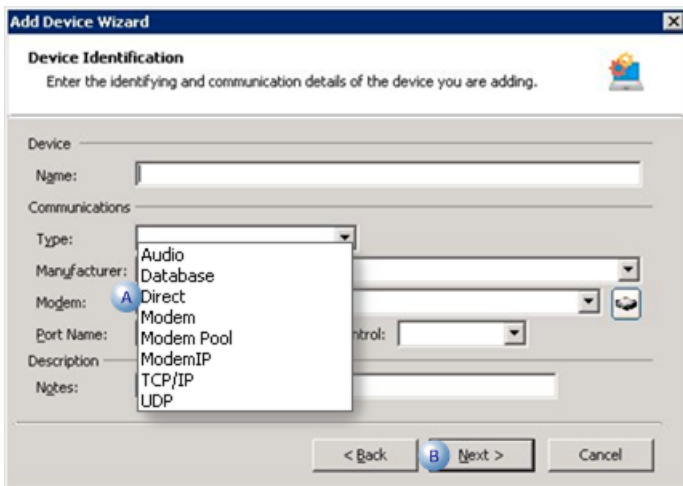 Add Device Wizard
Device Identification
Enter the identifying and communication details of the device you are adding.
Device
Name:
Communications
Type:
Audio
Database
Manufacturer:
A Direct
Modem:
Modem
Modem Pool
Port Name:
ntrol:
ModemIP
Description
TCP/IP
Notes:
UDP
< Back
B Next >
Cancel